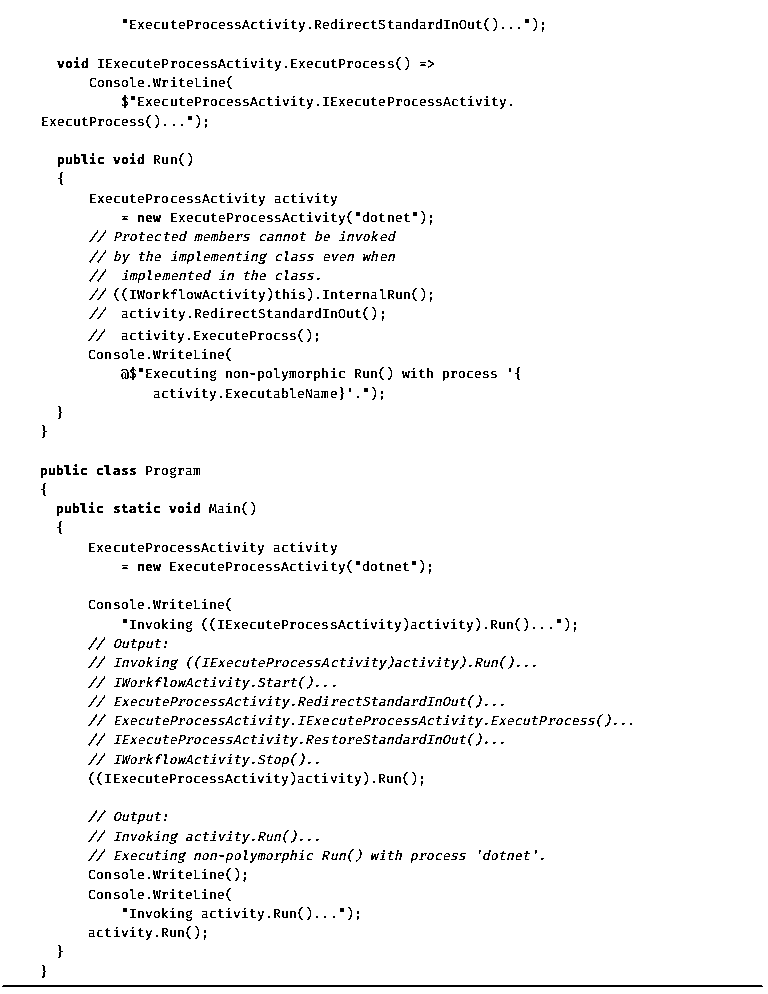 "ExecuteProcessActivity.RedirectStandardInOut()...");
void IExecuteProcessActivity.ExecutProcess() =>
Console.WriteLine(
$"ExecuteProcessActivity.IExecuteProcessActivity.
ExecutProcess()...");
public void Run()
{
ExecuteProcessActivity activity
= new ExecuteProcessActivity("dotnet");
// Protected members cannot be invoked
// by the implementing class even when
//  implemented in the class.
// ((IWorkflowActivity)this).InternalRun();
//  activity.RedirectStandardInOut();
//  activity.ExecuteProcss();
Console.WriteLine(
@$"Executing non-polymorphic Run() with process '{
activity.ExecutableName}'.");
}
}
public class Program
{
public static void Main()
{
ExecuteProcessActivity activity
= new ExecuteProcessActivity("dotnet");
Console.WriteLine(
"Invoking ((IExecuteProcessActivity)activity).Run()...");
// Output:
// Invoking ((IExecuteProcessActivity)activity).Run()...
// IWorkflowActivity.Start()...
// ExecuteProcessActivity.RedirectStandardInOut()...
// ExecuteProcessActivity.IExecuteProcessActivity.ExecutProcess()...
// IExecuteProcessActivity.RestoreStandardInOut()...
// IWorkflowActivity.Stop()..
((IExecuteProcessActivity)activity).Run();
// Output:
// Invoking activity.Run()...
// Executing non-polymorphic Run() with process 'dotnet'.
Console.WriteLine();
Console.WriteLine(
"Invoking activity.Run()...");
activity.Run();
}
}